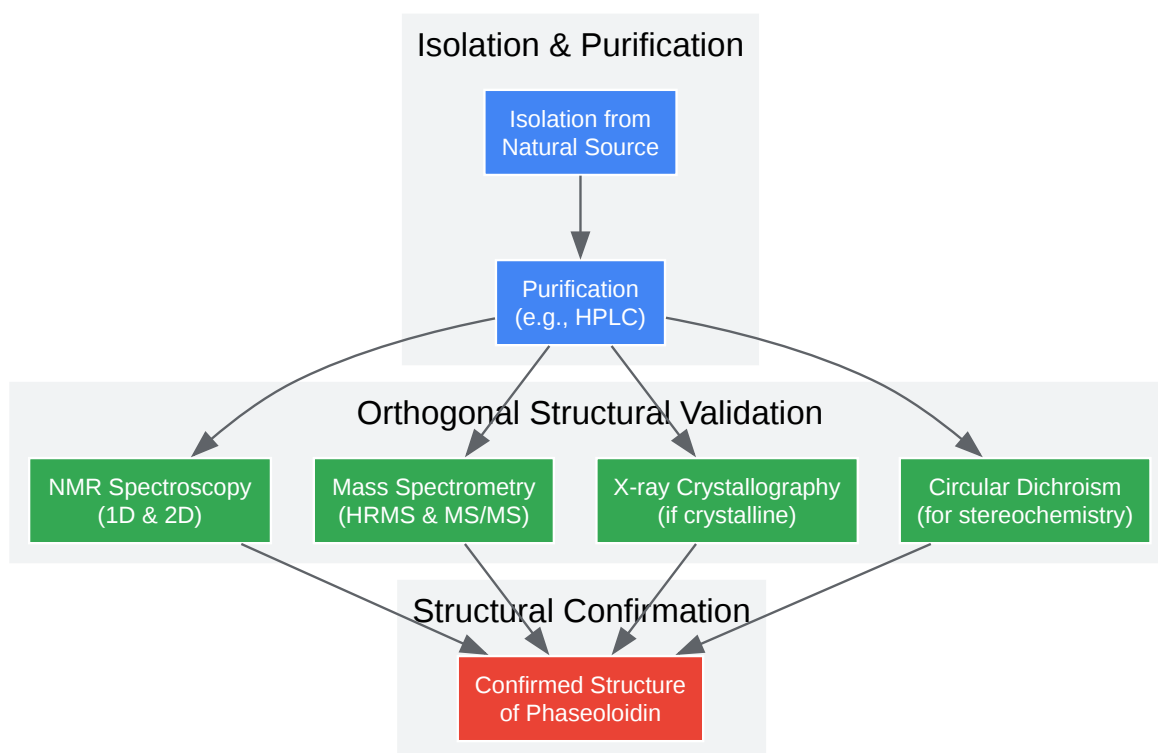 Isolation & Purification
Isolation from
Natural Source
Purification
(e.g., HPLC)
Orthogonal Structural Validation
NMR Spectroscopy
(1D & 2D)
Mass Spectrometry
(HRMS & MS/MS)
X-ray Crystallography
(if crystalline)
Circular Dichroism
(for stereochemistry)
Structural Confirmation
Confirmed Structure
of Phaseoloidin